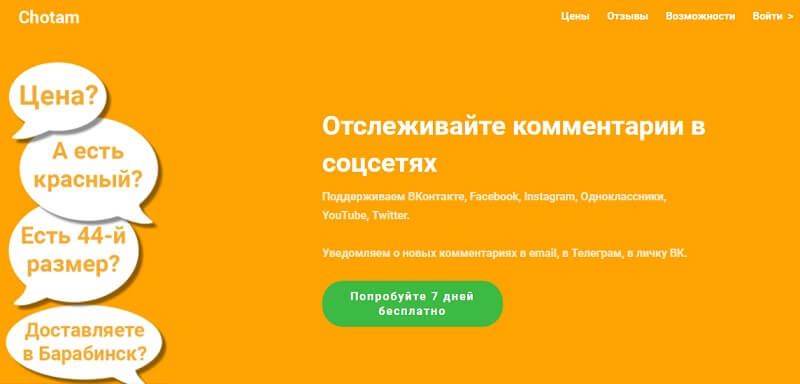 Chotam
Цены Отзывы Возможности Войти >
Цена?
А есть
красный?
Есть 44-й
размер?
Доставляете
в Барабинск?
Отслеживайте комментарии в
соцсетях
Поддерживаем ВКонтакте, Facebook, Instagram, Одноклассники,
YouTube, Twitter.
Уведомляем о новых комментариях в email, в Телеграм, в личку ВК.
Попробуйте 7 дней
бесплатно